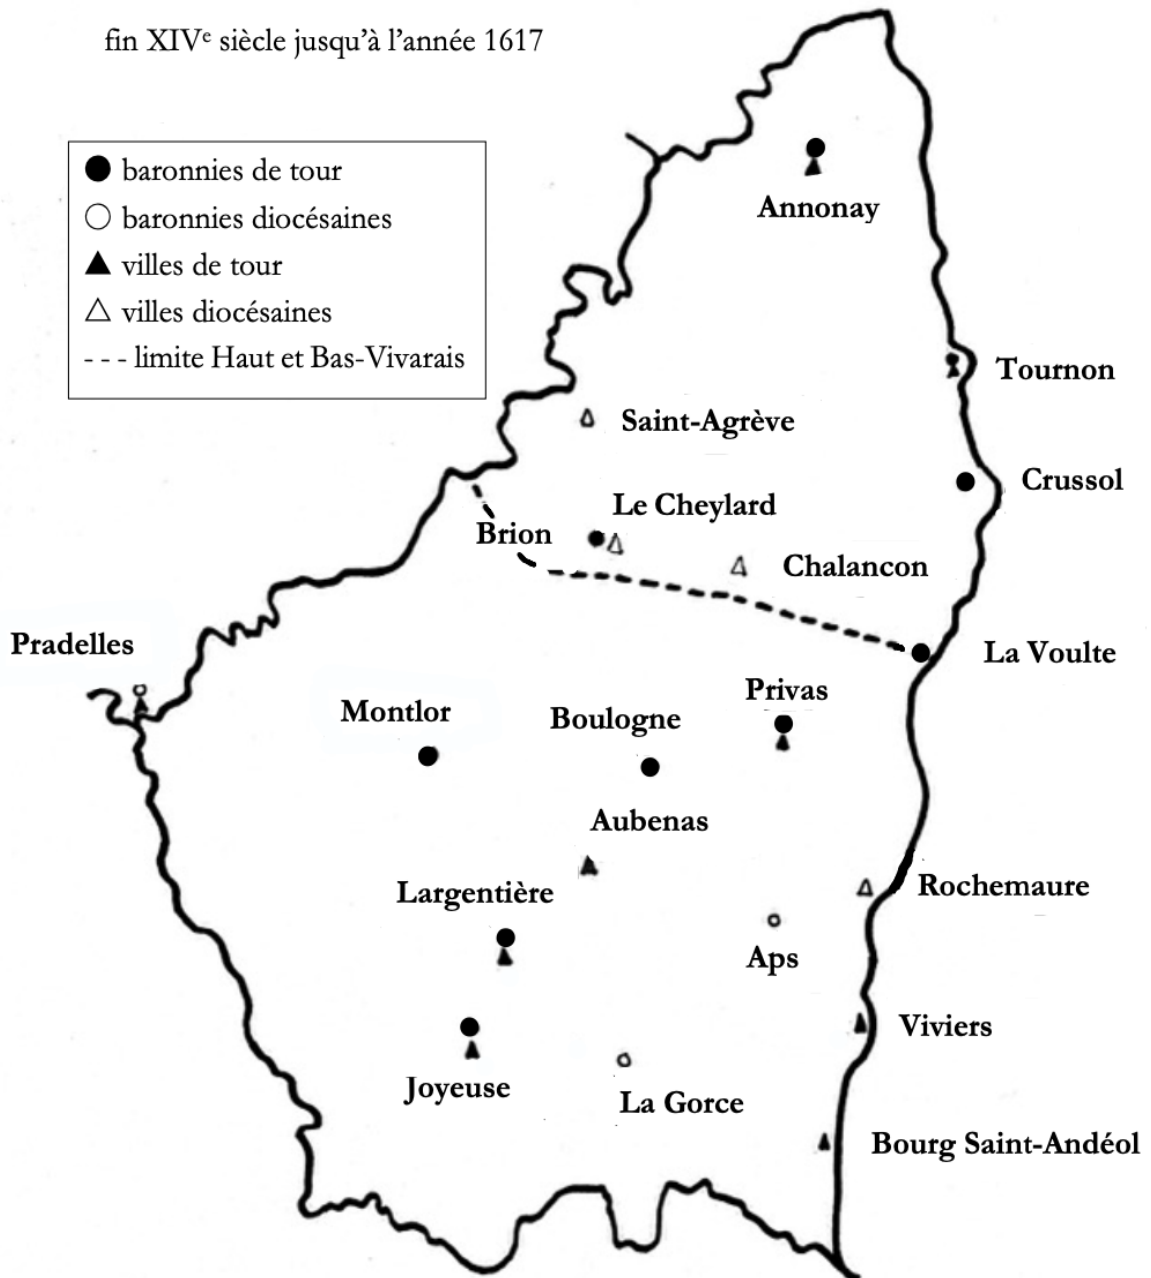 fin XIVᵉ siècle jusqu’à l’année 1617
baronnies de tour
baronnies diocésaines
villes de tour
villes diocésaines
--- limite Haut et Bas-Vivarais
Annonay
Tournon
Saint-Agrève
Crussol
Le Cheylard
Brion
Chalancon
Pradelles
La Voulte
Privas
Montlor
Boulogne
Aubenas
Largentière
Rochemaure
Aps
Viviers
Joyeuse
La Gorce
Bourg Saint-Andéol